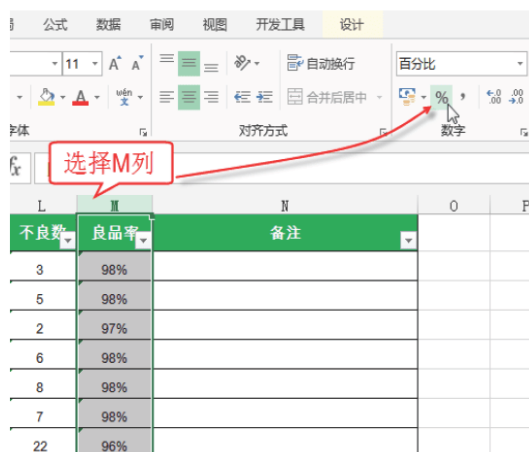 公式 数据 审阅 视图 开发工具 设计
11 A A 自动换行 百分比
A wén 文 合并后居中 % , .00 .00
字体 对齐方式 数字
fx
选择M列
L M N O P
不良数 良品率 备注
3 98%
5 98%
2 97%
6 98%
8 98%
7 98%
22 96%